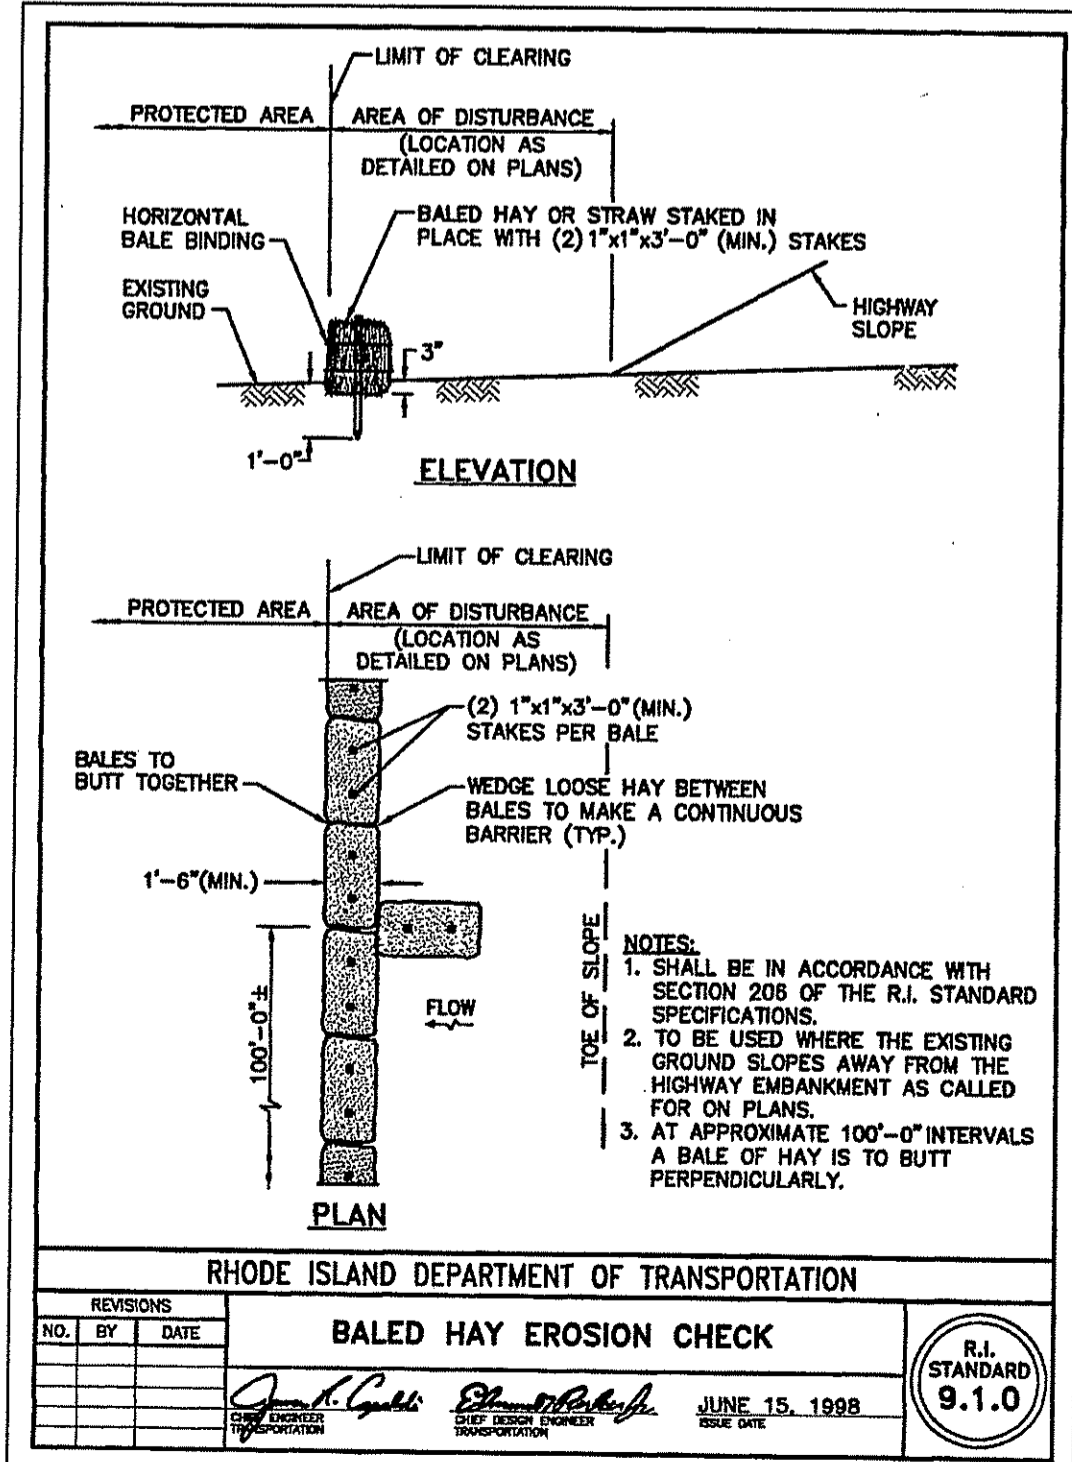 LIMIT OF CLEARING
PROTECTED AREA
AREA OF DISTURBANCE
(LOCATION AS
DETAILED ON PLANS)
HORIZONTAL
BALE BINDING
BALED HAY OR STRAW STAKED IN
PLACE WITH (2) 1"x1"x3'-0" (MIN.) STAKES
EXISTING
GROUND
HIGHWAY
SLOPE
3"
1'-0"
ELEVATION
LIMIT OF CLEARING
PROTECTED AREA
AREA OF DISTURBANCE
(LOCATION AS
DETAILED ON PLANS)
(2) 1"x1"x3'-0"(MIN.)
STAKES PER BALE
BALES TO
BUTT TOGETHER
WEDGE LOOSE HAY BETWEEN
BALES TO MAKE A CONTINUOUS
BARRIER (TYP.)
1'-6"(MIN.)
100'-0"±
FLOW
TOE OF SLOPE
NOTES:
1. SHALL BE IN ACCORDANCE WITH
SECTION 206 OF THE R.I. STANDARD
SPECIFICATIONS.
2. TO BE USED WHERE THE EXISTING
GROUND SLOPES AWAY FROM THE
HIGHWAY EMBANKMENT AS CALLED
FOR ON PLANS.
3. AT APPROXIMATE 100'-0" INTERVALS
A BALE OF HAY IS TO BUTT
PERPENDICULARLY.
PLAN
RHODE ISLAND DEPARTMENT OF TRANSPORTATION
REVISIONS
NO. BY DATE
BALED HAY EROSION CHECK
CHIEF ENGINEER
TRANSPORTATION
CHIEF DESIGN ENGINEER
TRANSPORTATION
JUNE 15, 1998
ISSUE DATE
R.I.
STANDARD
9.1.0